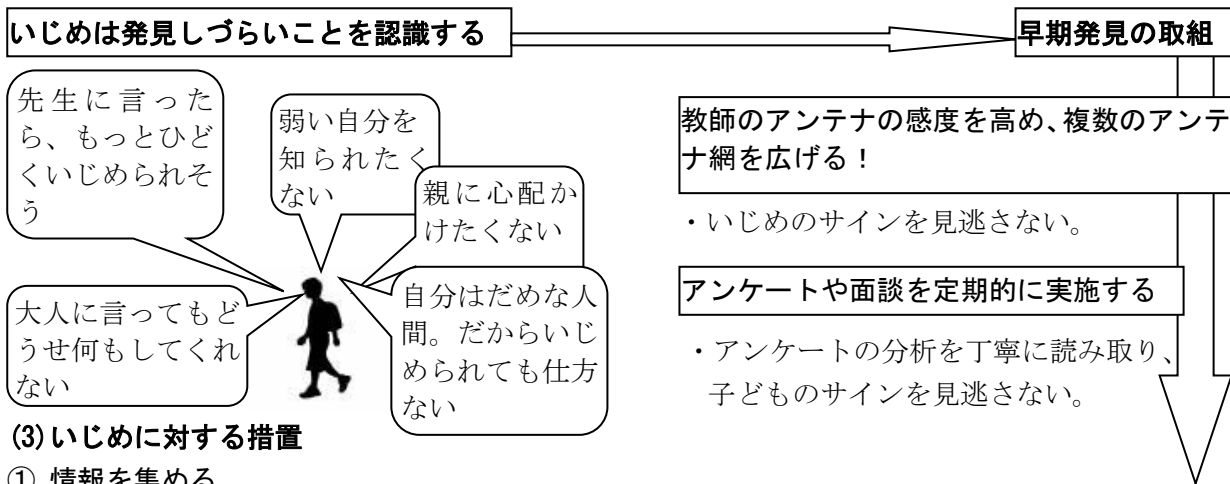 いじめは発見しづらいことを認識する
早期発見の取組
先生に言った
ら、もっとひど
くいじめられそ
う
弱い自分を
知られたく
ない
親に心配か
けたくない
大人に言ってもど
うせ何もしてくれ
ない
自分はだめな人
間。だからいじ
められても仕方
ない
教師のアンテナの感度を高め、複数のアンテ
ナ網を広げる！
・いじめのサインを見逃さない。
アンケートや面談を定期的に実施する
・アンケートの分析を丁寧に読み取り、
子どものサインを見逃さない。
(3)いじめに対する措置
① 情報を集める